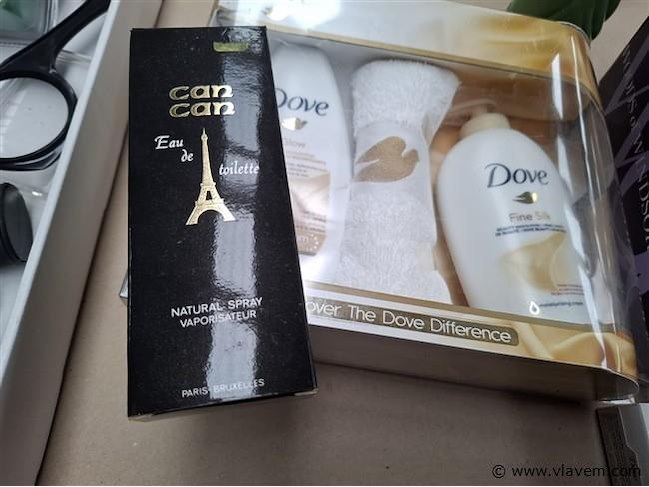 can
can
Eau
de
toilette
NATURAL-SPRAY
VAPORISATEUR
PARIS-BRUXELLES
Dove
Dove
Fine Silk
over The Dove Difference
© www.vlavem.com